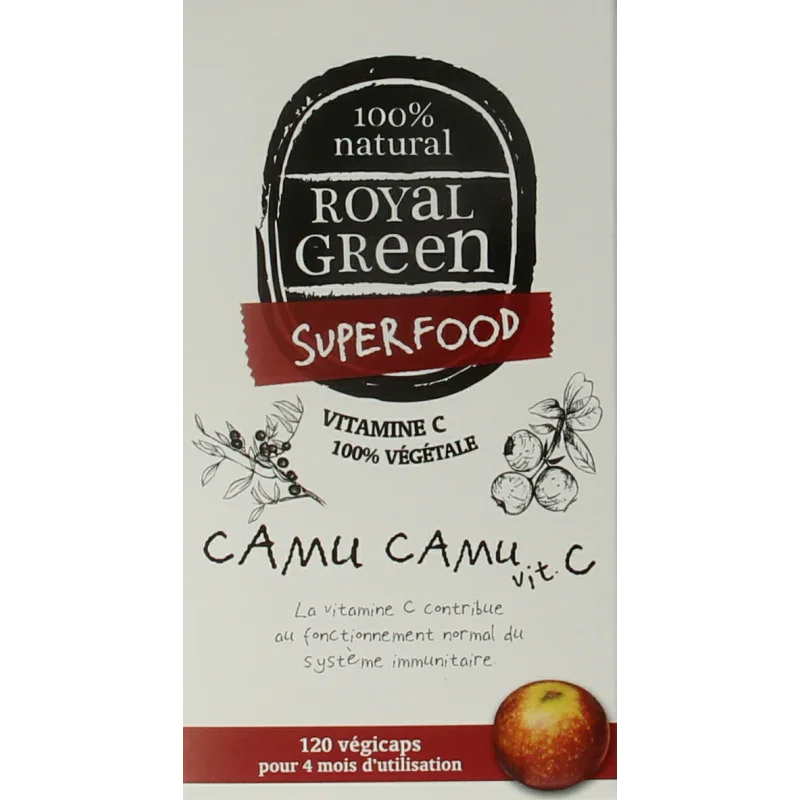 100%
natural
ROYaL
GReen
SUPERFOOD
VITAMINE C
100% VÉGÉTALE
CAMU CAMU vit. C
La vitamine C contribue
au fonctionnement normal du
système immunitaire.
120 végicaps
pour 4 mois d'utilisation